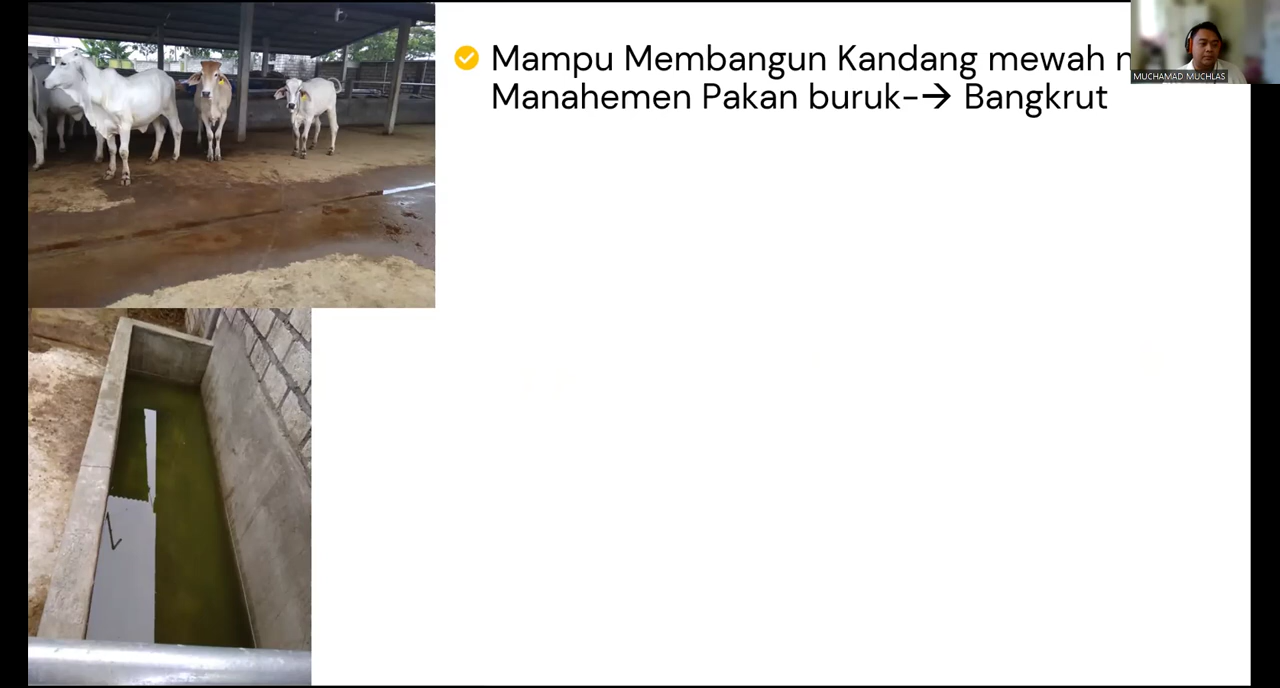 Mampu Membangun Kandang mewah
Manahemen Pakan buruk-→ Bangkrut
MUCHAMAD MUCHLAS